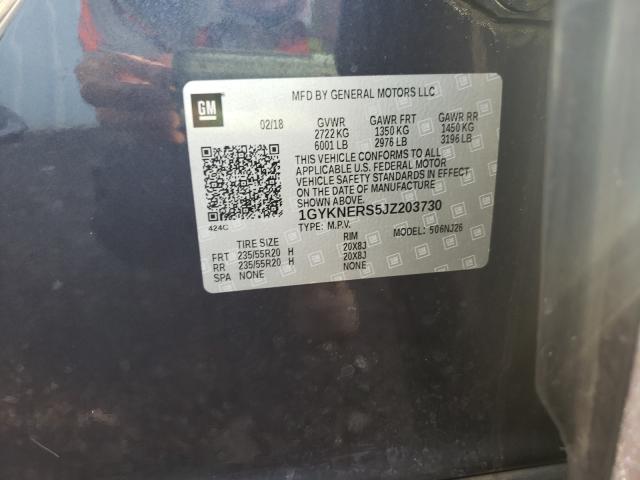 GM
MFD BY GENERAL MOTORS LLC
02/18 GVWR GAWR FRT GAWR RR
2722 KG 1350 KG 1450 KG
6001 LB 2976 LB 3196 LB
THIS VEHICLE CONFORMS TO ALL
APPLICABLE U.S. FEDERAL MOTOR
VEHICLE SAFETY STANDARDS IN EFFECT
ON THE DATE OF MANUFACTURE
SHOWN ABOVE.
1GYKNERS5JZ203730
424C TYPE: M.P.V. MODEL: 506NJ26
TIRE SIZE RIM
FRT 235/55R20 H 20X8J
RR 235/55R20 H 20X8J
SPA NONE NONE